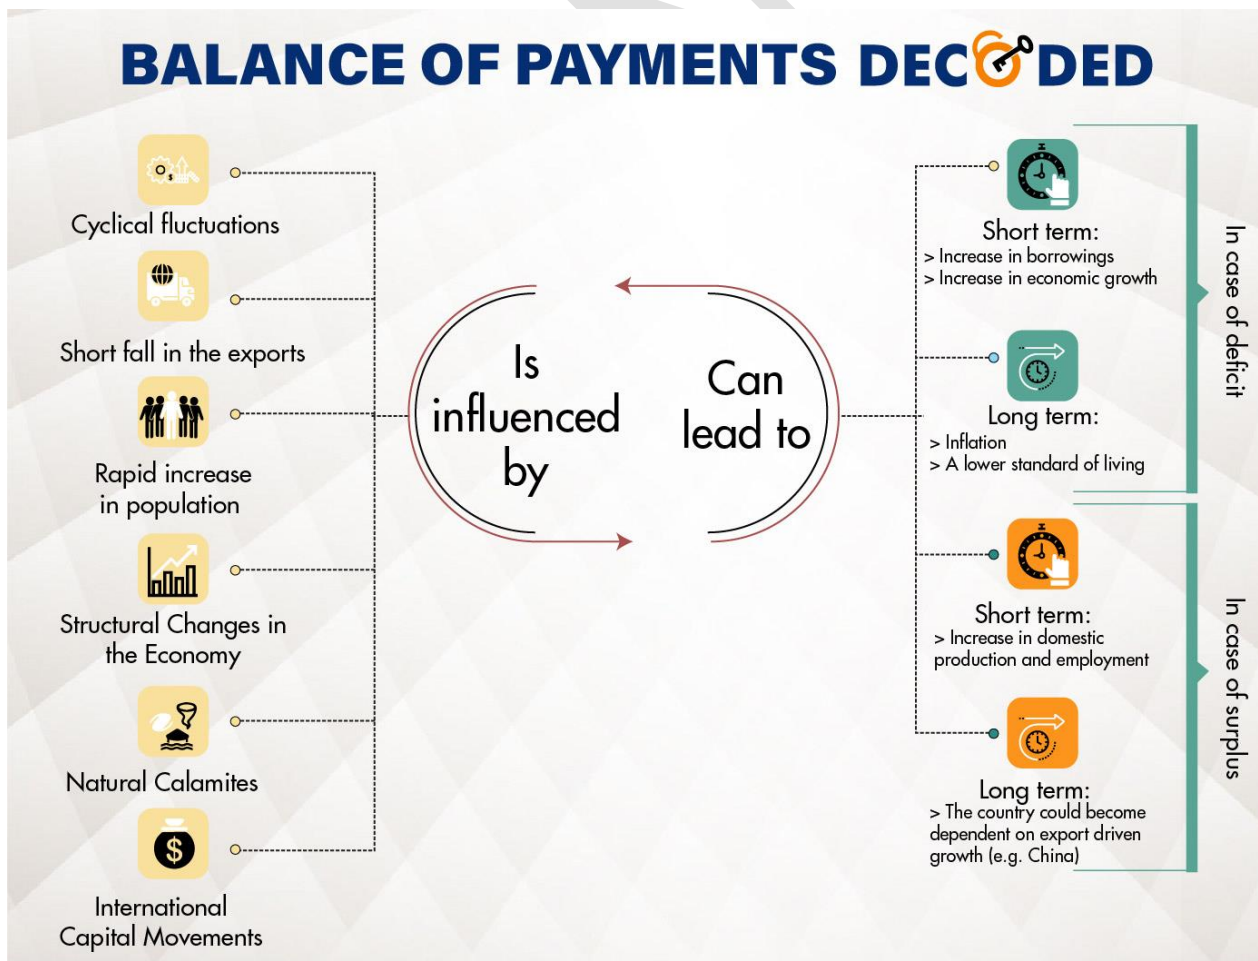 BALANCE OF PAYMENTS DECODED
Cyclical fluctuations
Short fall in the exports
Rapid increase
in population
Structural Changes in
the Economy
Natural Calamites
International
Capital Movements
Is
influenced
by
Can
lead to
Short term:
> Increase in borrowings
> Increase in economic growth
Long term:
> Inflation
> A lower standard of living
In case of deficit
Short term:
> Increase in domestic
production and employment
Long term:
> The country could become
dependent on export driven
growth (e.g. China)
In case of surplus